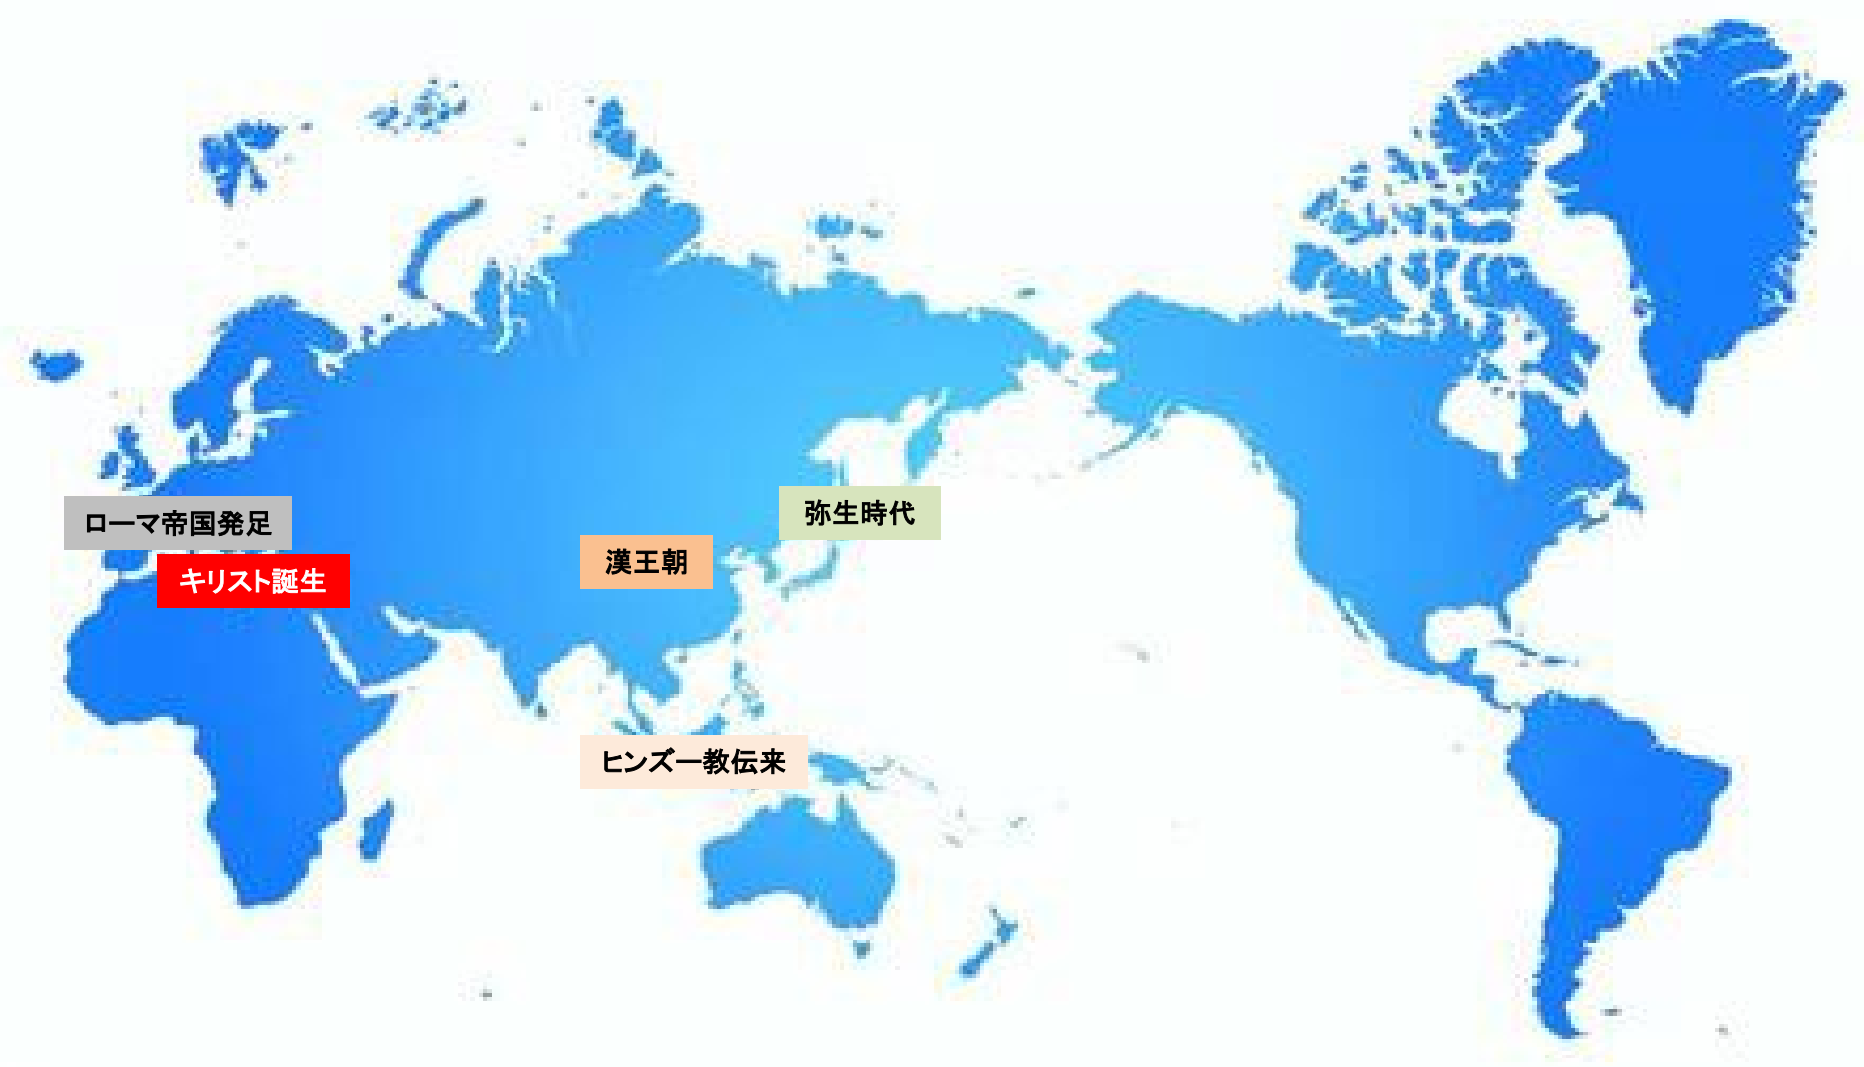 弥生時代
ローマ帝国発足
漢王朝
キリスト誕生
ヒンズー教伝来